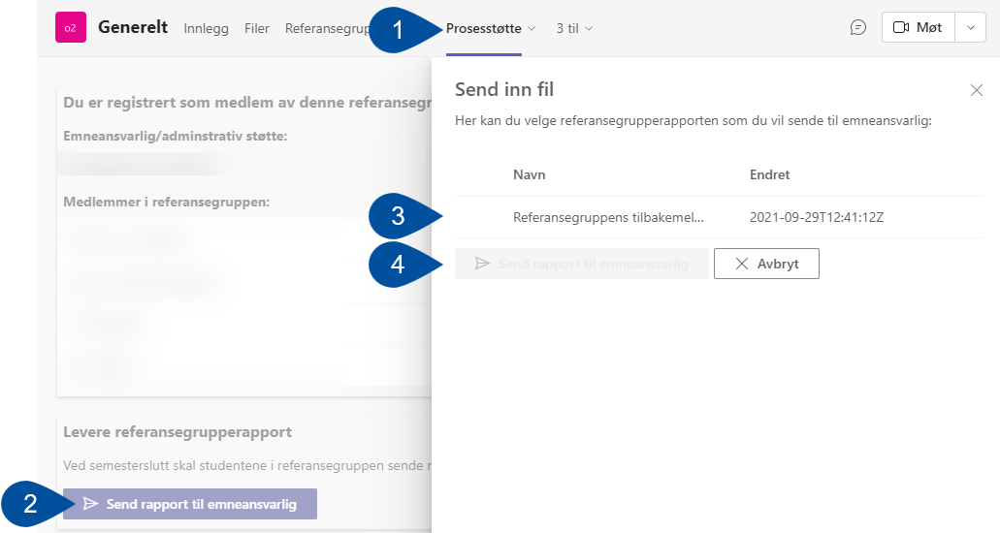 o2 Generelt Innlegg Filer Referansegrup 1 Prosesstøtte 3 til Møt
Du er registrert som medlem av denne referansegr
Emneansvarlig/adminstrativ støtte:
Medlemmer i referansegruppen:
Levere referansegrupperapport
Ved semesterslutt skal studentene i referansegruppen sende r
2 Send rapport til emneansvarlig
Send inn fil
Her kan du velge referansegrupperapporten som du vil sende til emneansvarlig:
Navn Endret
3 Referansegruppens tilbakemel... 2021-09-29T12:41:12Z
4 Send rapport til emneansvarlig Avbryt